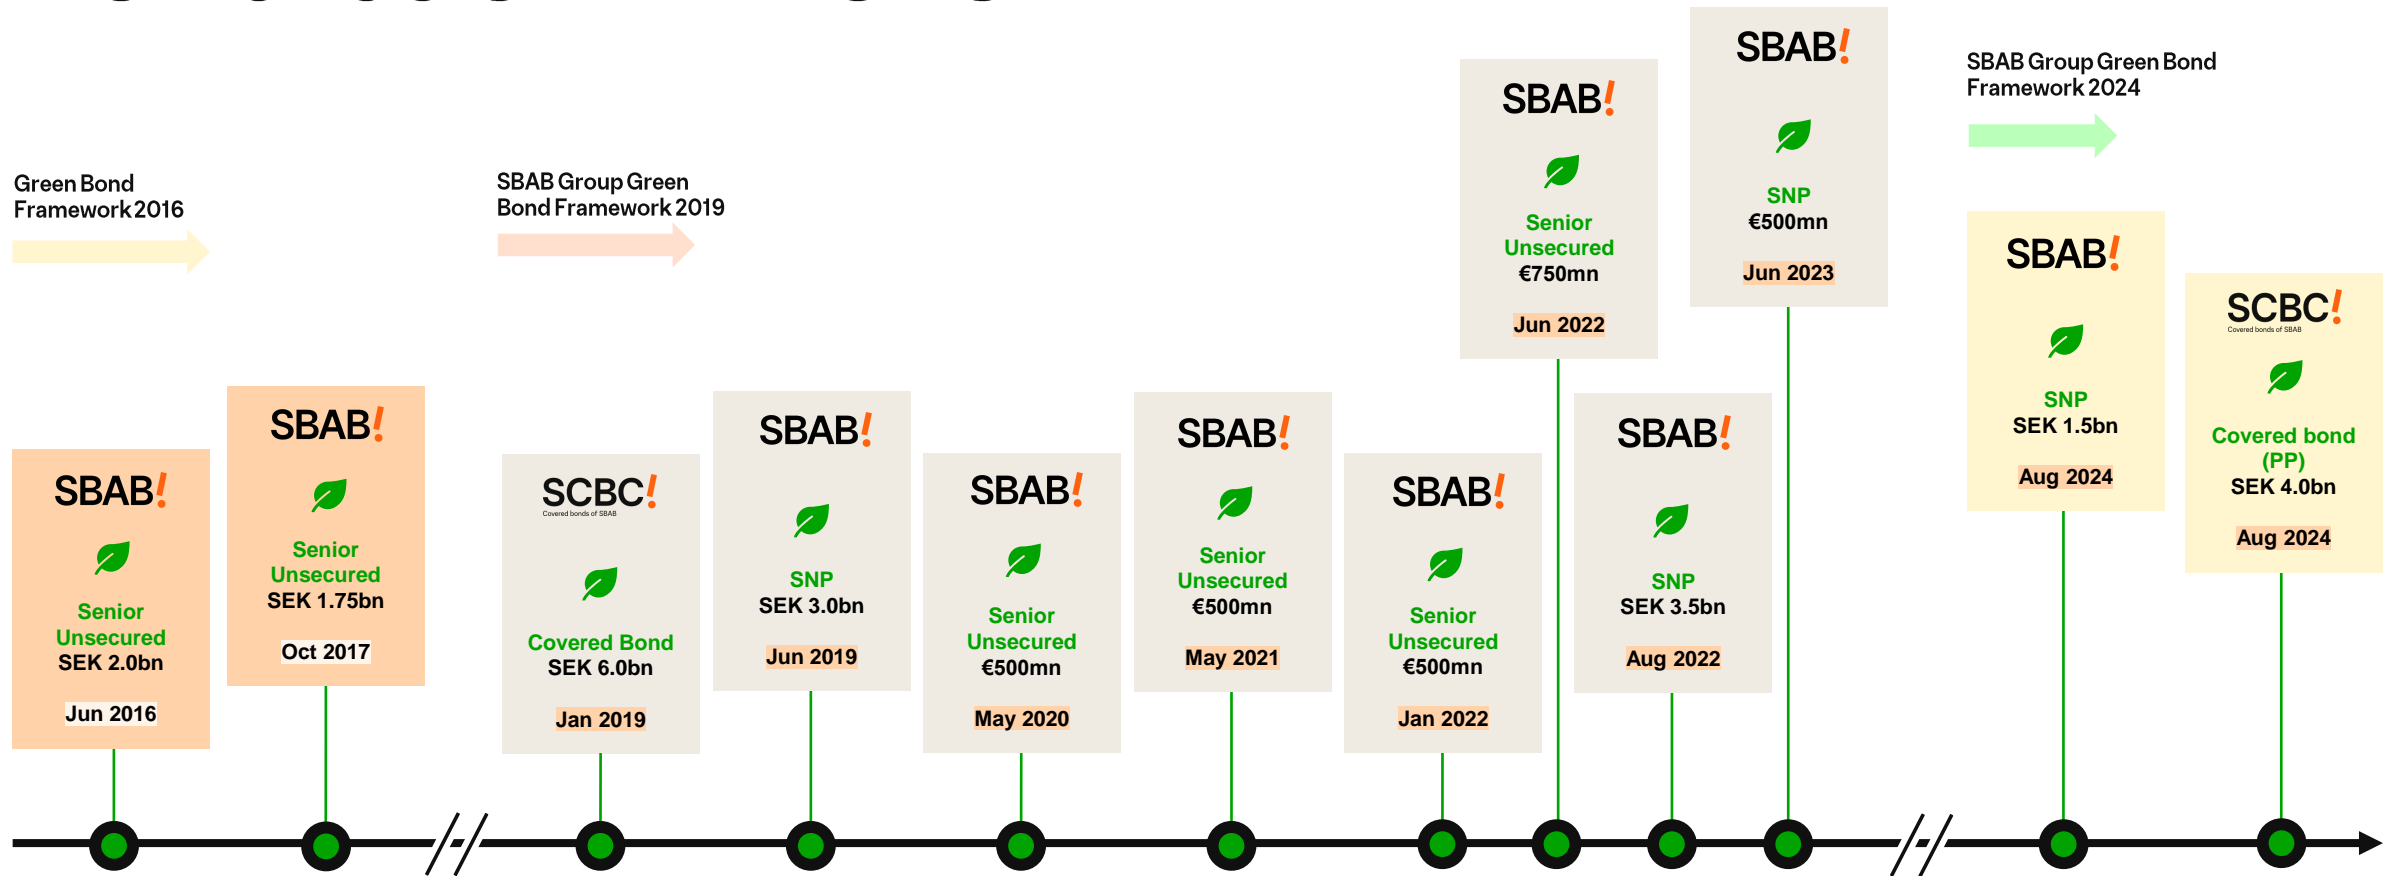 Green Bond
Framework 2016
SBAB!
Senior
Unsecured
SEK 2.0bn
Jun 2016
SBAB!
Senior
Unsecured
SEK 1.75bn
Oct 2017
SBAB Group Green
Bond Framework 2019
SCBC!
Covered bonds of SBAB
Covered Bond
SEK 6.0bn
Jan 2019
SBAB!
SNP
SEK 3.0bn
Jun 2019
SBAB!
Senior
Unsecured
€500mn
May 2020
SBAB!
Senior
Unsecured
€500mn
May 2021
SBAB!
Senior
Unsecured
€500mn
Jan 2022
SBAB!
Senior
Unsecured
€750mn
Jun 2022
SBAB!
SNP
SEK 3.5bn
Aug 2022
SBAB!
SNP
€500mn
Jun 2023
SBAB Group Green Bond
Framework 2024
SBAB!
SNP
SEK 1.5bn
Aug 2024
SCBC!
Covered bonds of SBAB
Covered bond
(PP)
SEK 4.0bn
Aug 2024